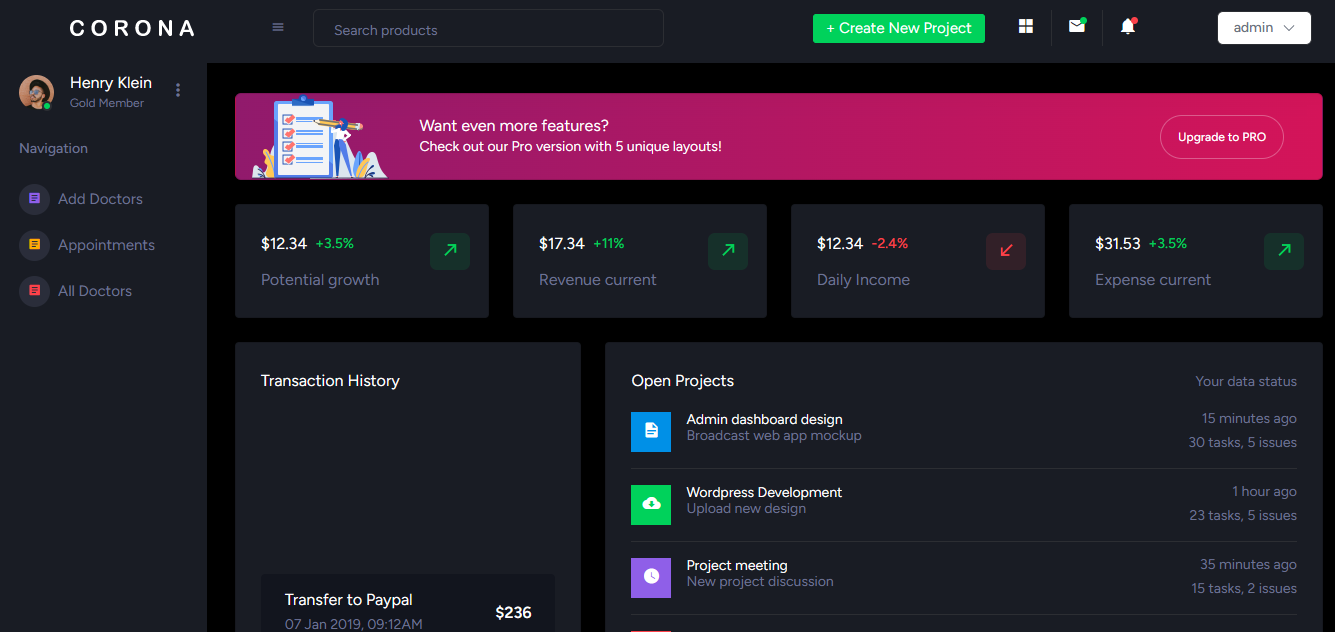 CORONA
Search products
+ Create New Project
admin
Henry Klein
Gold Member
Navigation
Add Doctors
Appointments
All Doctors
Want even more features?
Check out our Pro version with 5 unique layouts!
Upgrade to PRO
$12.34 +3.5%
Potential growth
$17.34 +11%
Revenue current
$12.34 -2.4%
Daily Income
$31.53 +3.5%
Expense current
Transaction History
Transfer to Paypal
07 Jan 2019, 09:12AM
$236
Open Projects
Your data status
Admin dashboard design
Broadcast web app mockup
15 minutes ago
30 tasks, 5 issues
Wordpress Development
Upload new design
1 hour ago
23 tasks, 5 issues
Project meeting
New project discussion
35 minutes ago
15 tasks, 2 issues